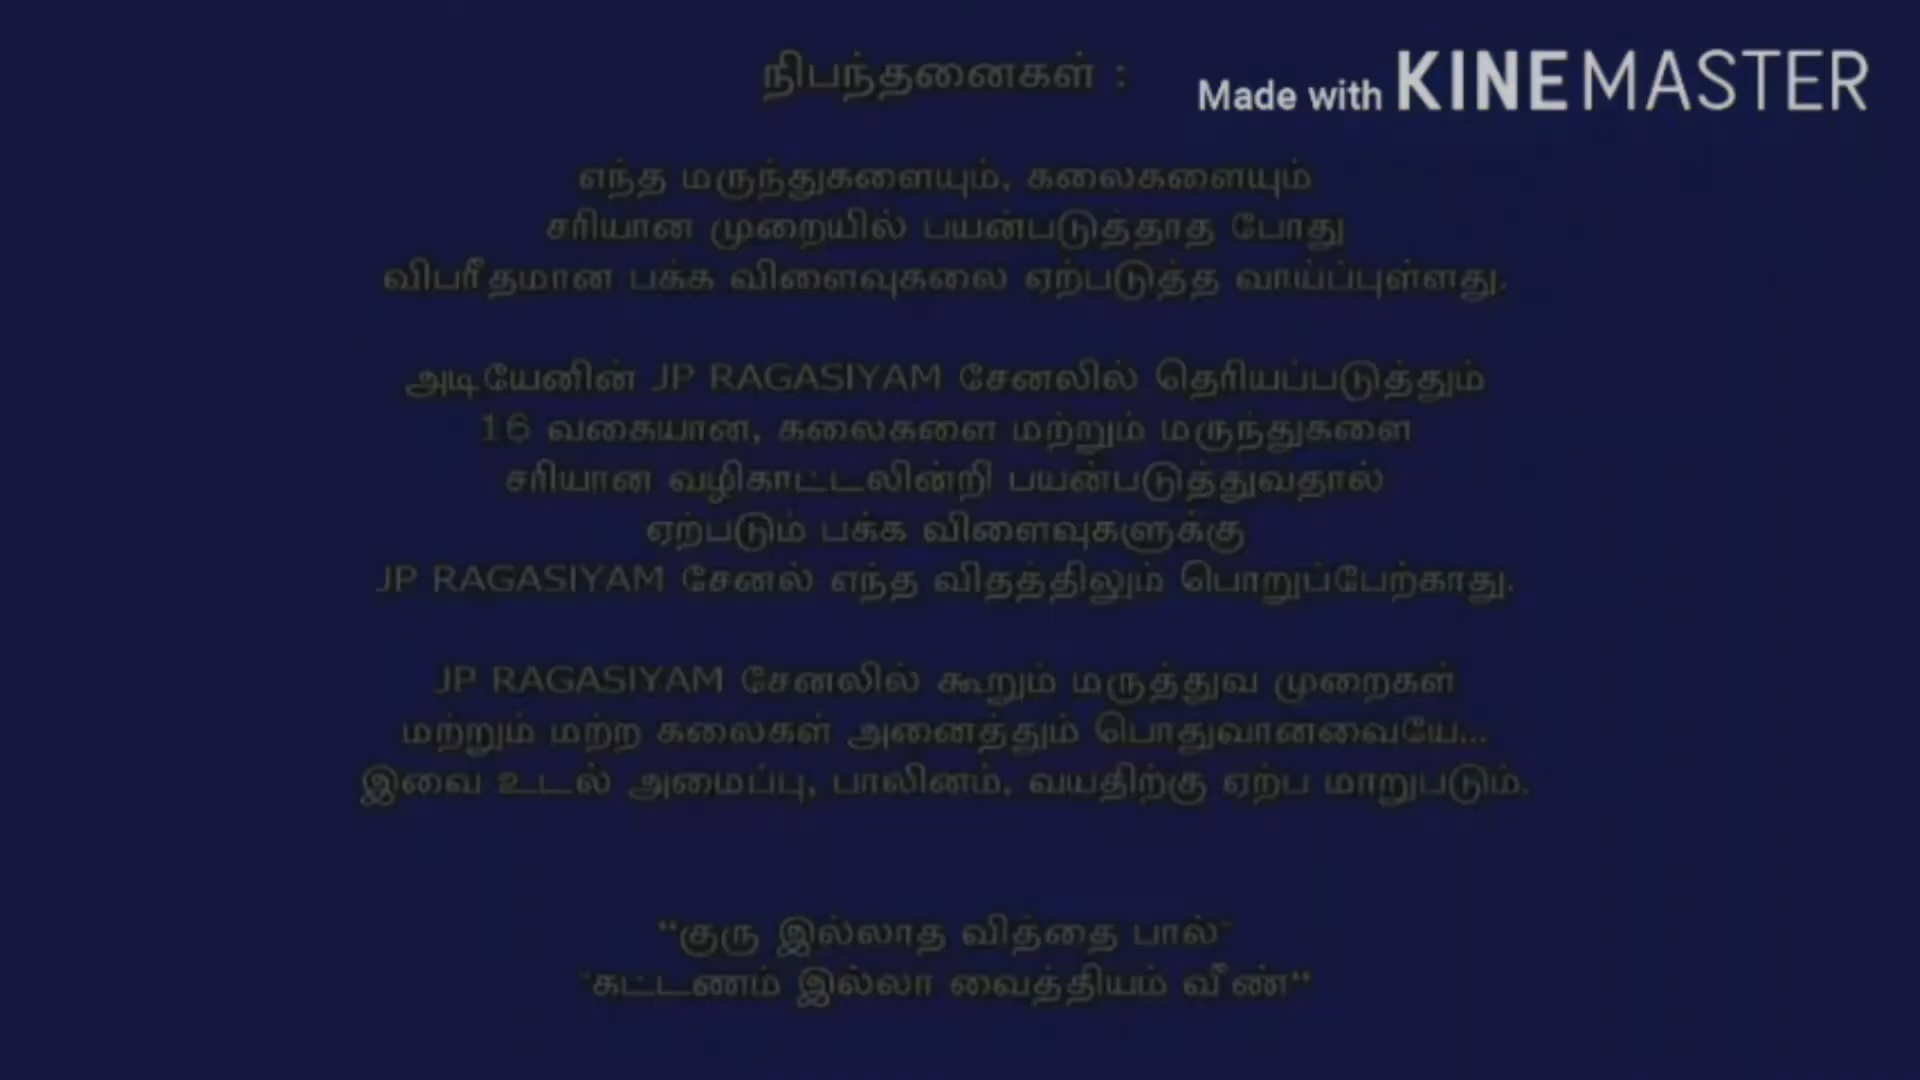 நிபந்தனைகள் :
Made with KINEMASTER
எந்த மருந்துகளையும், கலைகளையும்
சரியான முறையில் பயன்படுத்தாத போது
விபரீதமான பக்க விளைவுகலை ஏற்படுத்த வாய்ப்புள்ளது.
அடியேனின் JP RAGASIYAM சேனலில் தெரியப்படுத்தும்
16 வகையான, கலைகளை மற்றும் மருந்துகளை
சரியான வழிகாட்டலின்றி பயன்படுத்துவதால்
ஏற்படும் பக்க விளைவுகளுக்கு
JP RAGASIYAM சேனல் எந்த விதத்திலும் பொறுப்பேற்காது.
JP RAGASIYAM சேனலில் கூறும் மருத்துவ முறைகள்
மற்றும் மற்ற கலைகள் அனைத்தும் பொதுவானவையே...
இவை உடல் அமைப்பு, பாலினம், வயதிற்கு ஏற்ப மாறுபடும்.
“குரு இல்லாத வித்தை பால்"
"கட்டணம் இல்லா வைத்தியம் வீண்“